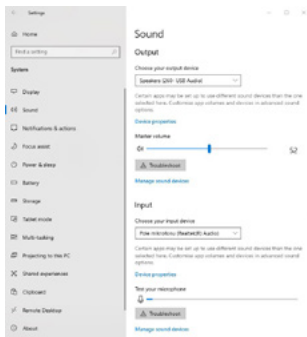 Settings
Home
Find a setting
System
Display
Sound
Notifications & actions
Focus assist
Power & sleep
Battery
Storage
Tablet mode
Multi-tasking
Projecting to this PC
Shared experiences
Clipboard
Remote Desktop
About
Sound
Output
Choose your output device
Certain apps may be set up to use different sound devices than the one
selected here. Customise app volumes and devices in advanced sound
options.
Device properties
Master volume
52
Troubleshoot
Manage sound devices
Input
Choose your input device
Certain apps may be set up to use different sound devices than the one
selected here. Customise app volumes and devices in advanced sound
options.
Device properties
Test your microphone
Troubleshoot
Manage sound devices